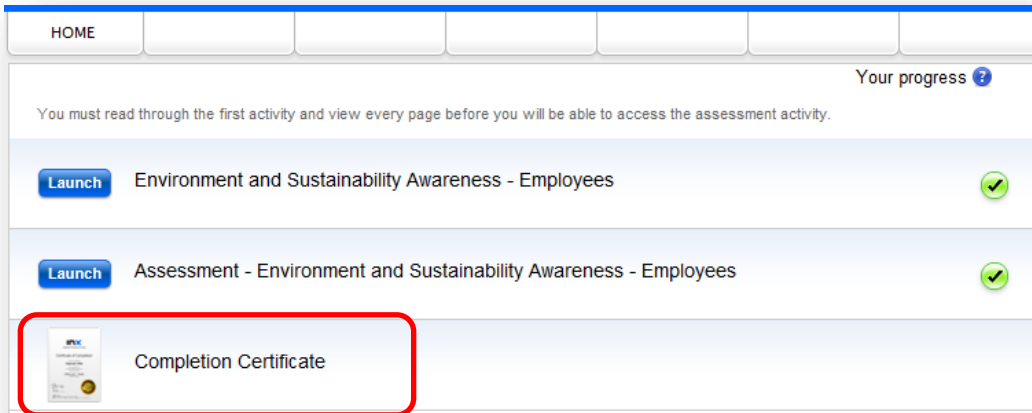 HOME
Your progress ?
You must read through the first activity and view every page before you will be able to access the assessment activity.
Launch Environment and Sustainability Awareness - Employees
Launch Assessment - Environment and Sustainability Awareness - Employees
Completion Certificate